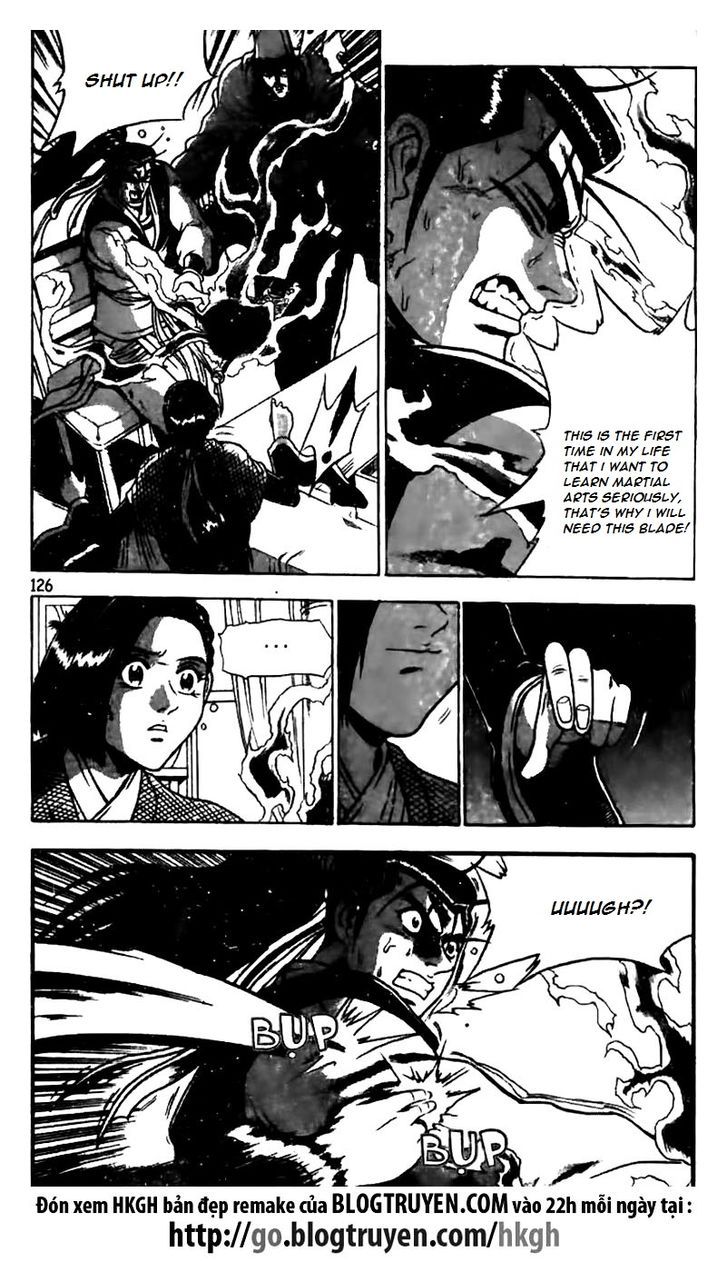 SHUT UP!!
THIS IS THE FIRST
TIME IN MY LIFE
THAT I WANT TO
LEARN MARTIAL
ARTS SERIOUSLY,
THAT'S WHY I WILL
NEED THIS BLADE!
126
...
UUUUGH?!
BỤP
BỤP
Đón xem HKGH bản đẹp remake của BLOGTRUYEN.COM vào 22h mỗi ngày tại :
http://go.blogtruyen.com/hkgh